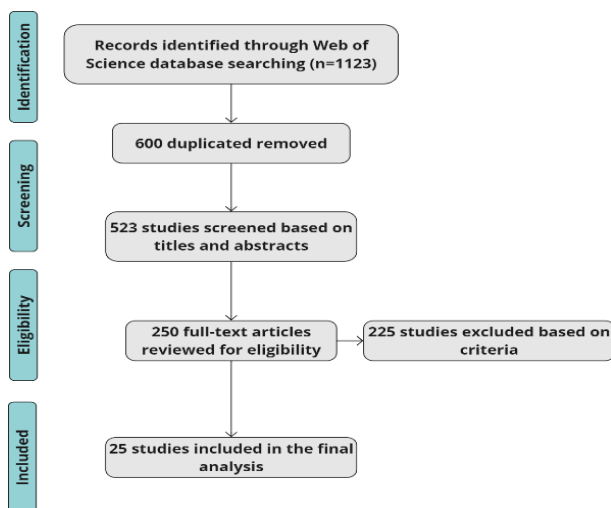 Identification
Records identified through Web of
Science database searching (n=1123)
600 duplicated removed
Screening
523 studies screened based on
titles and abstracts
Eligibility
250 full-text articles
reviewed for eligibility
225 studies excluded based on
criteria
Included
25 studies included in the final
analysis